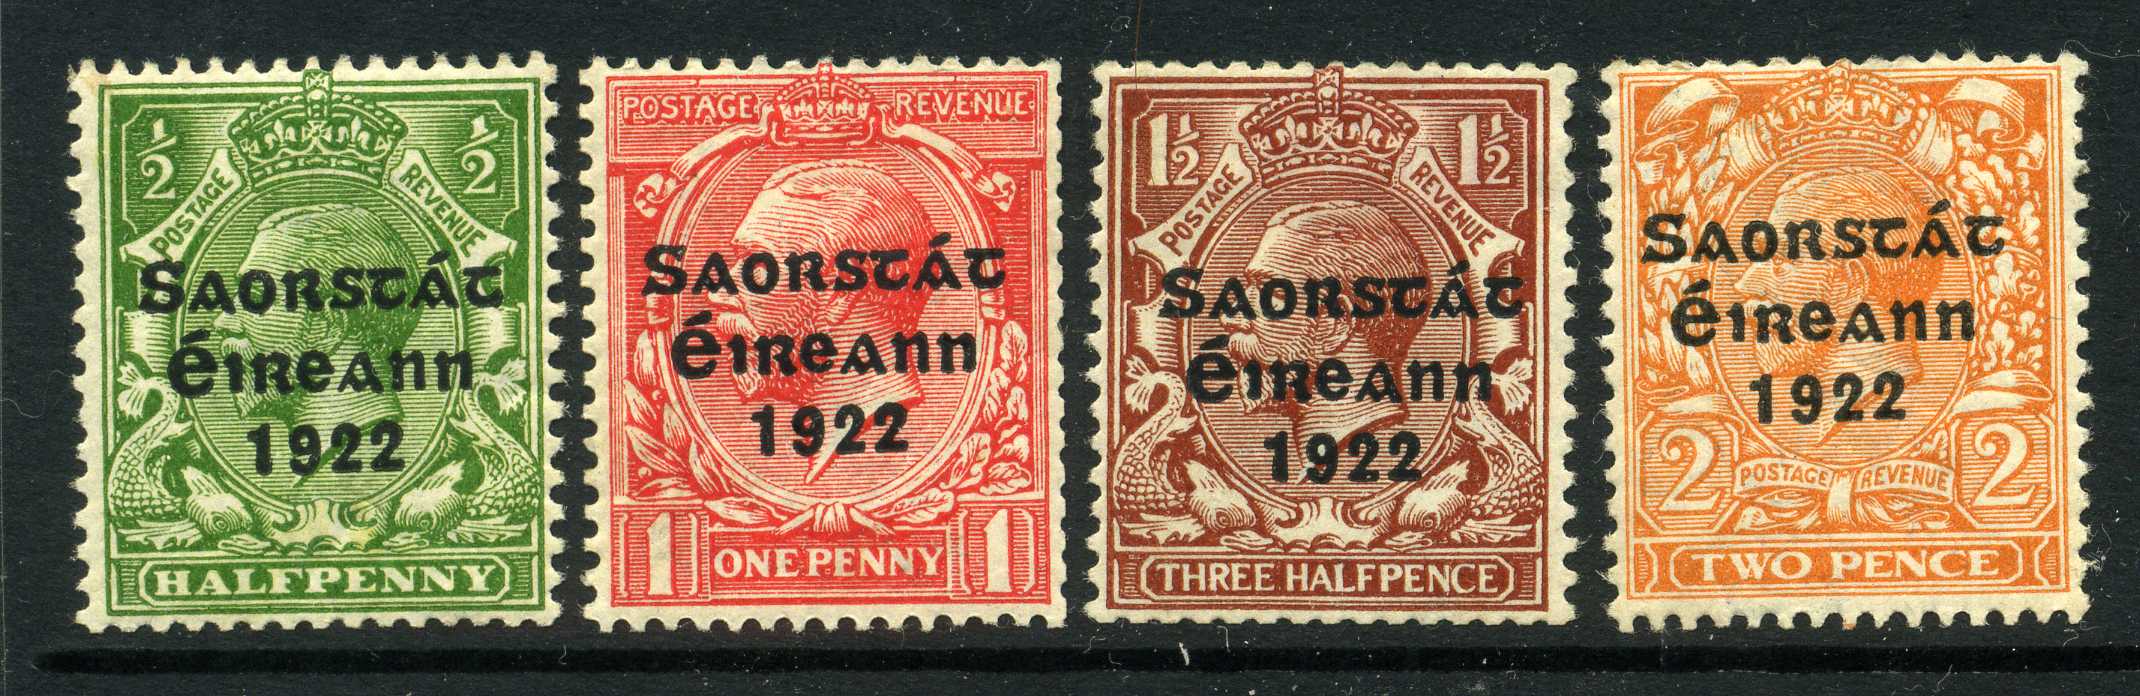 ½ ½
POSTAGE REVENUE
Saorstát
Éireann
1922
HALFPENNY
POSTAGE REVENUE
Saorstát
Éireann
1922
1 ONE PENNY 1
1½ 1½
POSTAGE REVENUE
Saorstát
Éireann
1922
THREE HALFPENCE
Saorstát
Éireann
1922
2 POSTAGE REVENUE 2
TWO PENCE